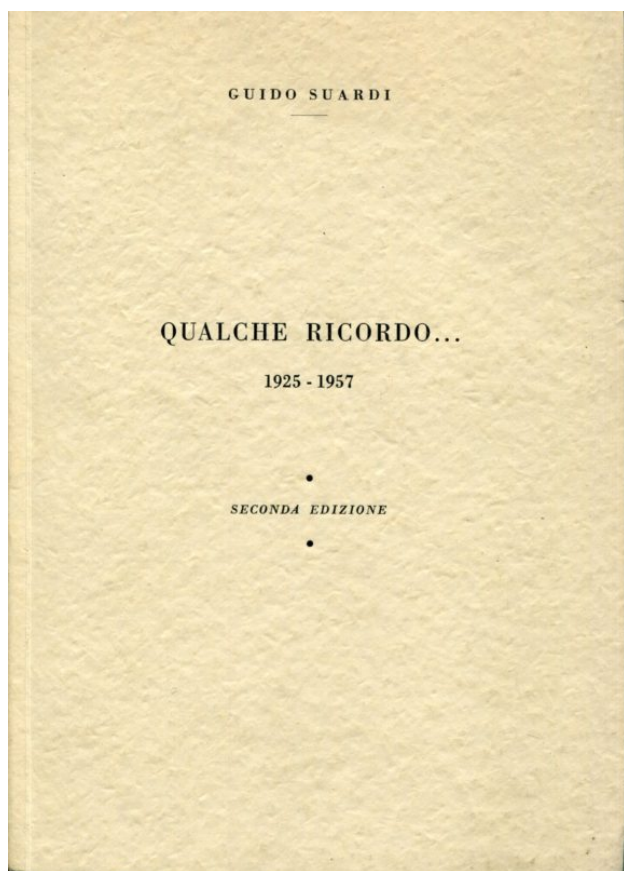 GUIDO SUARDI
QUALCHE RICORDO...
1925 - 1957
SECONDA EDIZIONE